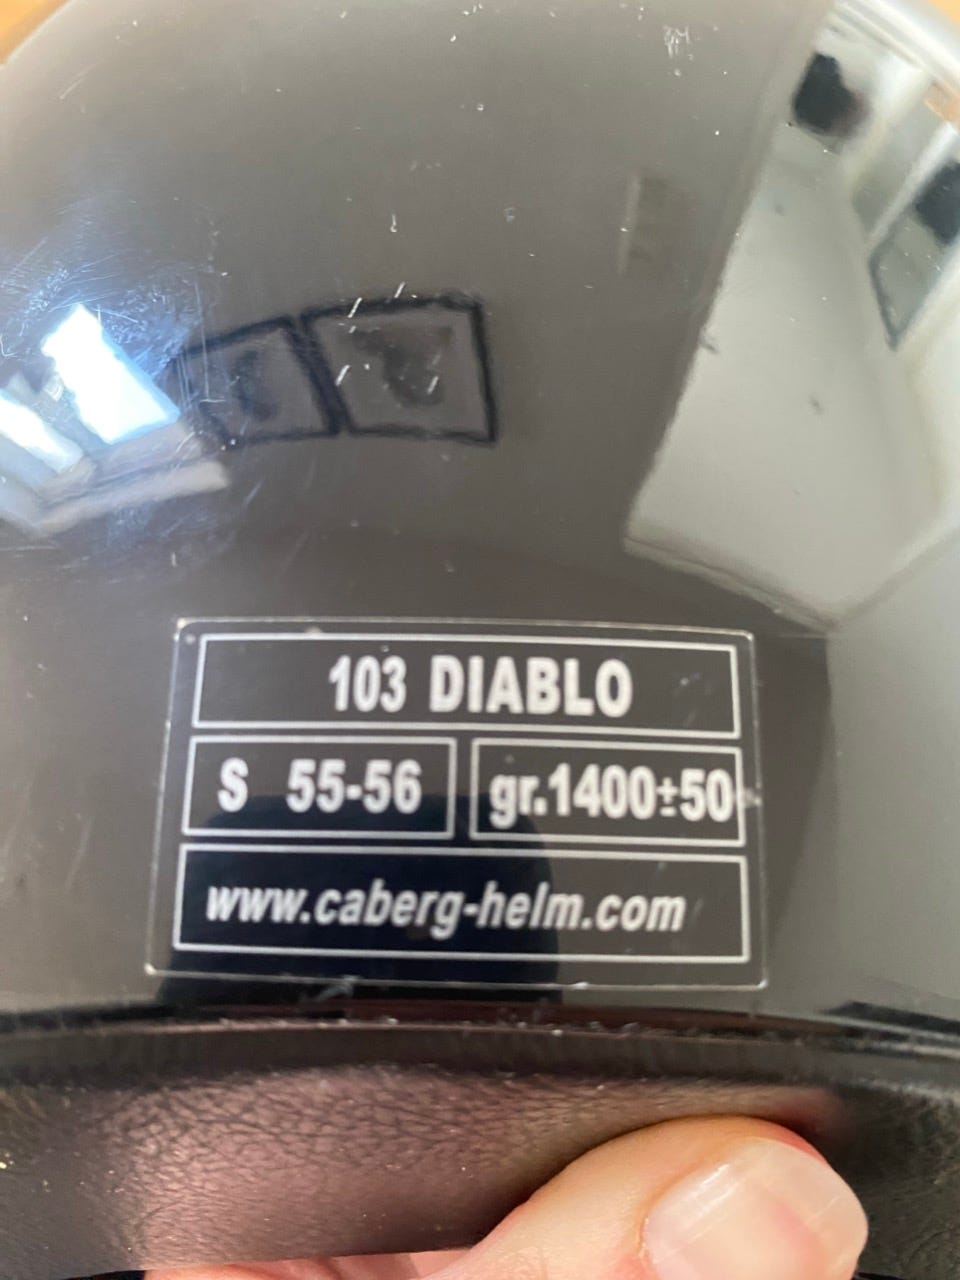 103 DIABLO
S 55-56 gr.1400±50
www.caberg-helm.com